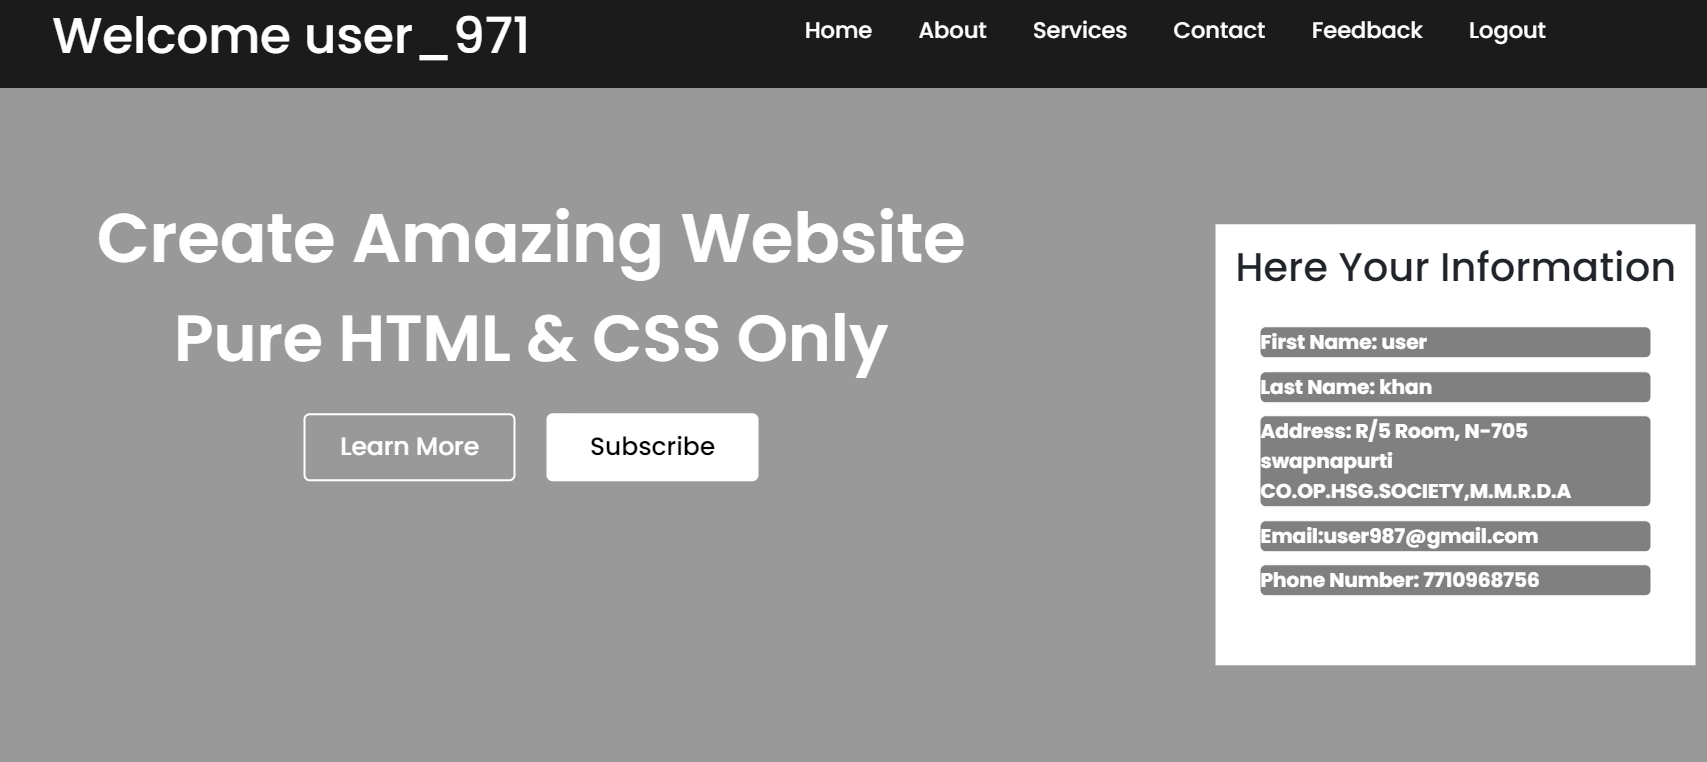 Welcome user_971
Home About Services Contact Feedback Logout
Create Amazing Website
Pure HTML & CSS Only
Learn More Subscribe
Here Your Information
First Name: user
Last Name: khan
Address: R/5 Room, N-705
swapnapurti
CO.OP.HSG.SOCIETY,M.M.R.D.A
Email:user987@gmail.com
Phone Number: 7710968756